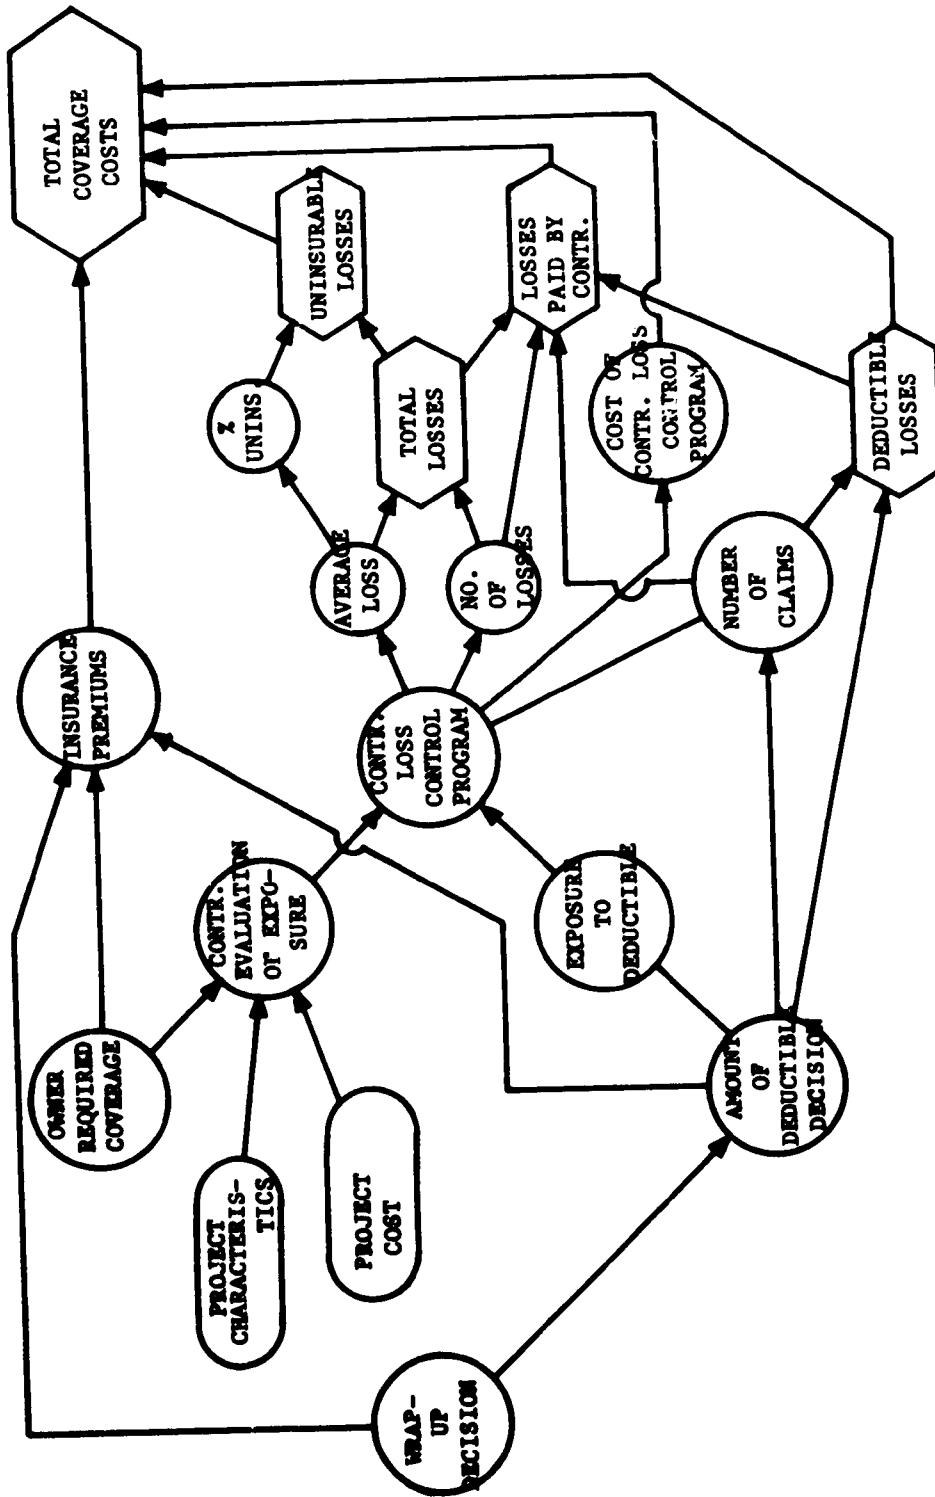 WRAP-
UP
DECISION
PROJECT
CHARACTERIS-
TICS
PROJECT
COST
OWNER
REQUIRED
COVERAGE
AMOUNT
OF
DEDUCTIBLE
DECISION
CONTR.
EVALUATION
OF EXPO-
SURE
EXPOSURE
TO
DEDUCTIBLE
INSURANCE
PREMIUMS
CONTR.
LOSS
CONTROL
PROGRAM
AVERAGE
LOSS
NO.
OF
LOSSES
NUMBER
OF
CLAIMS
%
UNINS
TOTAL
LOSSES
COST OF
CONTR. LOSS
CONTROL
PROGRAM
DEDUCTIBLE
LOSSES
UNINSURABLE
LOSSES
LOSSES
PAID BY
CONTR.
TOTAL
COVERAGE
COSTS